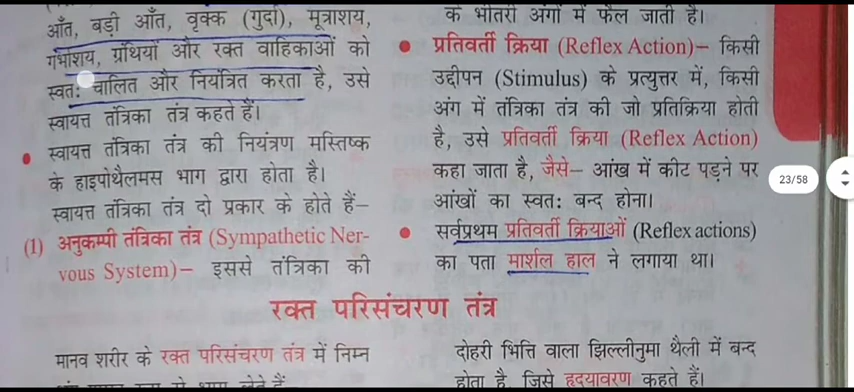 आँत, बड़ी आँत, वृक्क (गुर्दा), मूत्राशय,
गर्भाशय, ग्रंथियों और रक्त वाहिकाओं को
स्वतः चालित और नियंत्रित करता है, उसे
स्वायत्त तंत्रिका तंत्र कहते हैं।
● स्वायत्त तंत्रिका तंत्र की नियंत्रण मस्तिष्क
के हाइपोथैलमस भाग द्वारा होता है।
स्वायत्त तंत्रिका तंत्र दो प्रकार के होते हैं–
(1) अनुकम्पी तंत्रिका तंत्र (Sympathetic Ner-
vous System)– इससे तंत्रिका की
के भीतरी अंगों में फैल जाती है।
● प्रतिवर्ती क्रिया (Reflex Action)– किसी
उद्दीपन (Stimulus) के प्रत्युत्तर में, किसी
अंग में तंत्रिका तंत्र की जो प्रतिक्रिया होती
है, उसे प्रतिवर्ती क्रिया (Reflex Action)
कहा जाता है, जैसे– आंख में कीट पड़ने पर
आंखों का स्वतः बन्द होना।
● सर्वप्रथम प्रतिवर्ती क्रियाओं (Reflex actions)
का पता मार्शल हाल ने लगाया था।
23/58
रक्त परिसंचरण तंत्र
मानव शरीर के रक्त परिसंचरण तंत्र में निम्न
दोहरी भित्ति वाला झिल्लीनुमा थैली में बन्द
होता है, जिसे हृदयावरण कहते हैं।